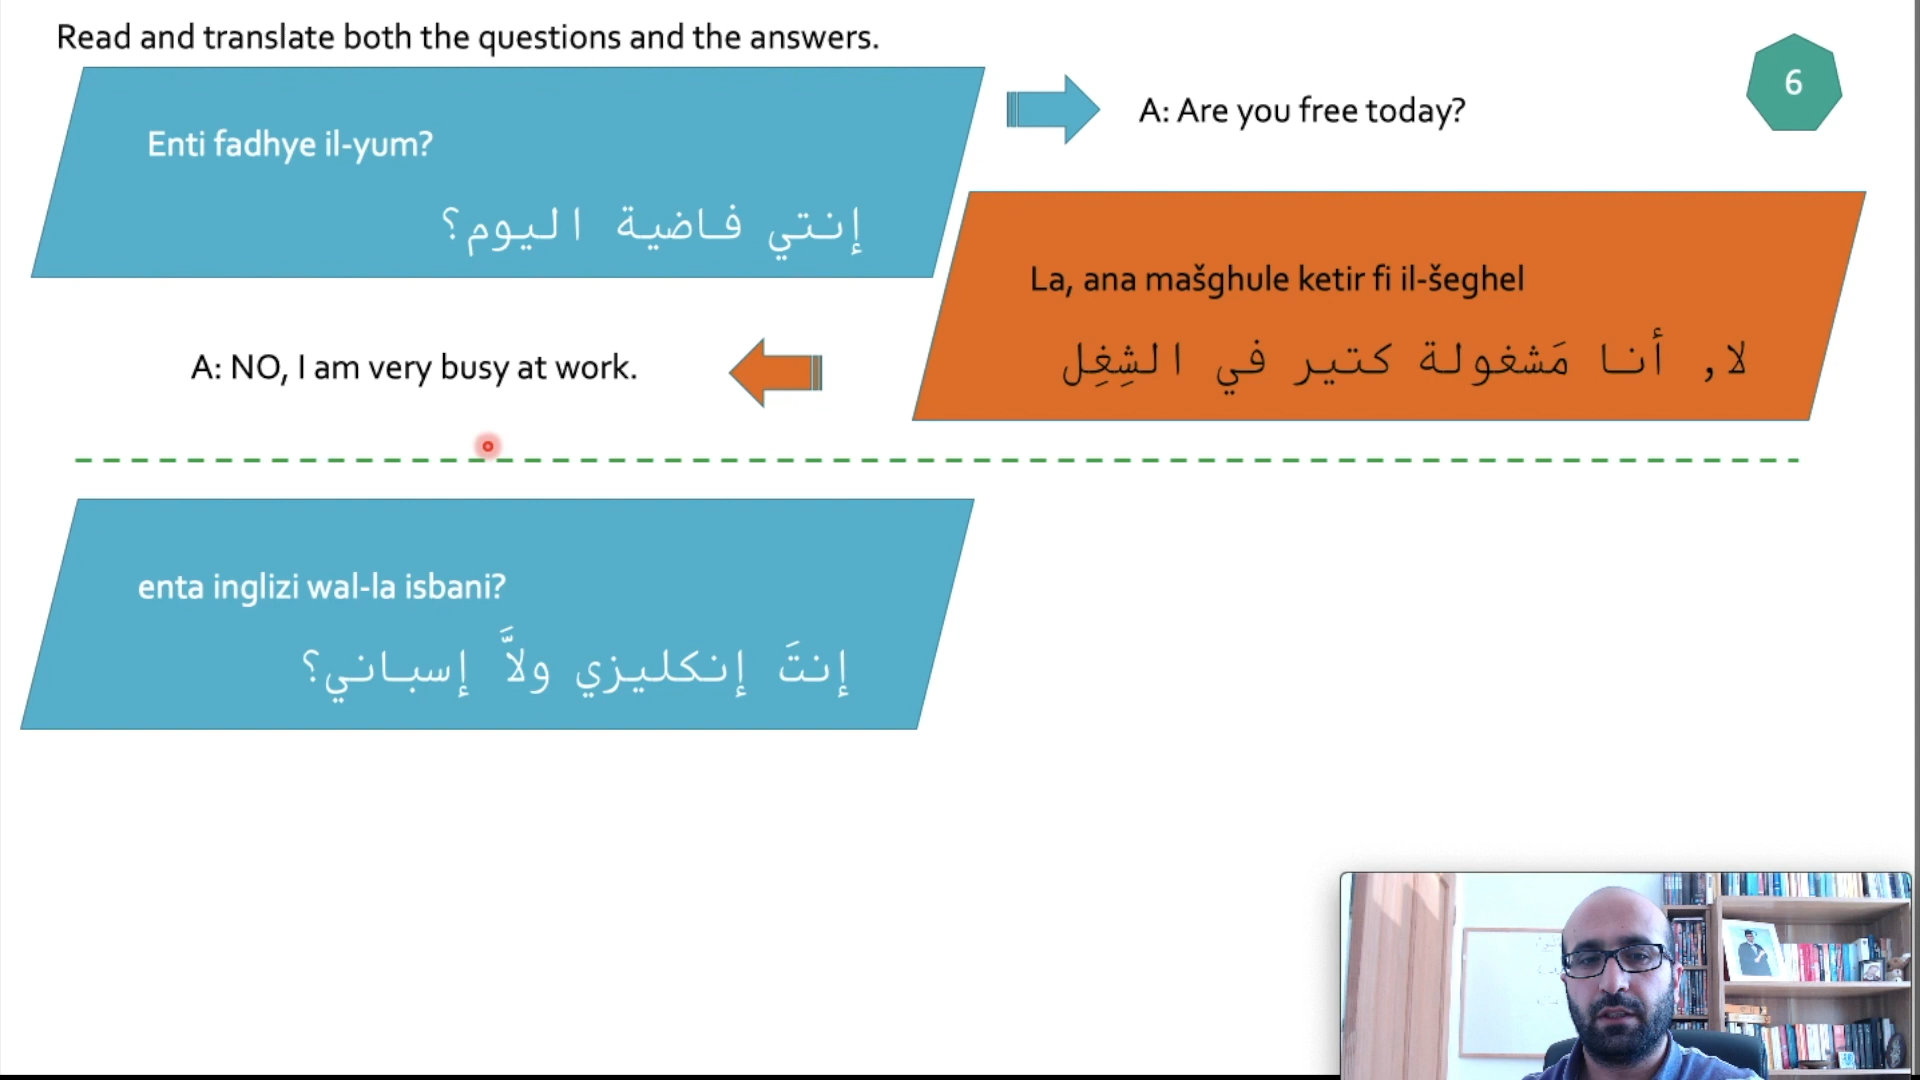 Read and translate both the questions and the answers.
6
Enti fadhye il-yum?
إنتي فاضية اليوم؟
A: Are you free today?
La, ana mašghule ketir fi il-šeghel
لا, أنا مَشغولة كتير في الشِغِل
A: NO, I am very busy at work.
enta inglizi wal-la isbani?
إنتَ إنكليزي ولاَّ إسباني؟